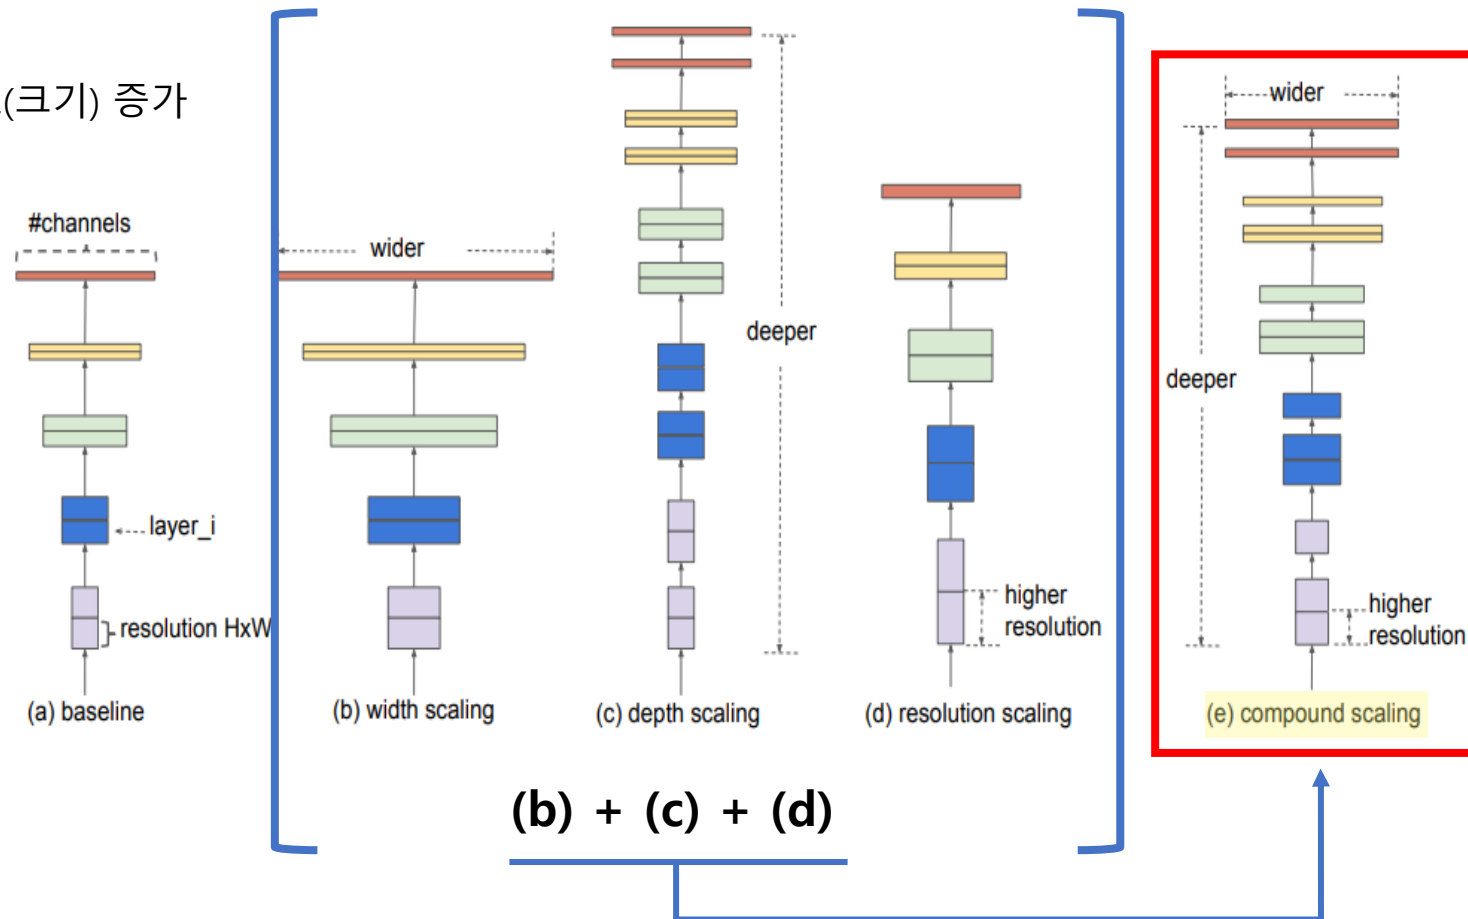 (크기) 증가
#channels
layer_i
resolution HxW
(a) baseline
wider
(b) width scaling
deeper
(c) depth scaling
higher
resolution
(d) resolution scaling
wider
deeper
higher
resolution
(e) compound scaling
(b) + (c) + (d)